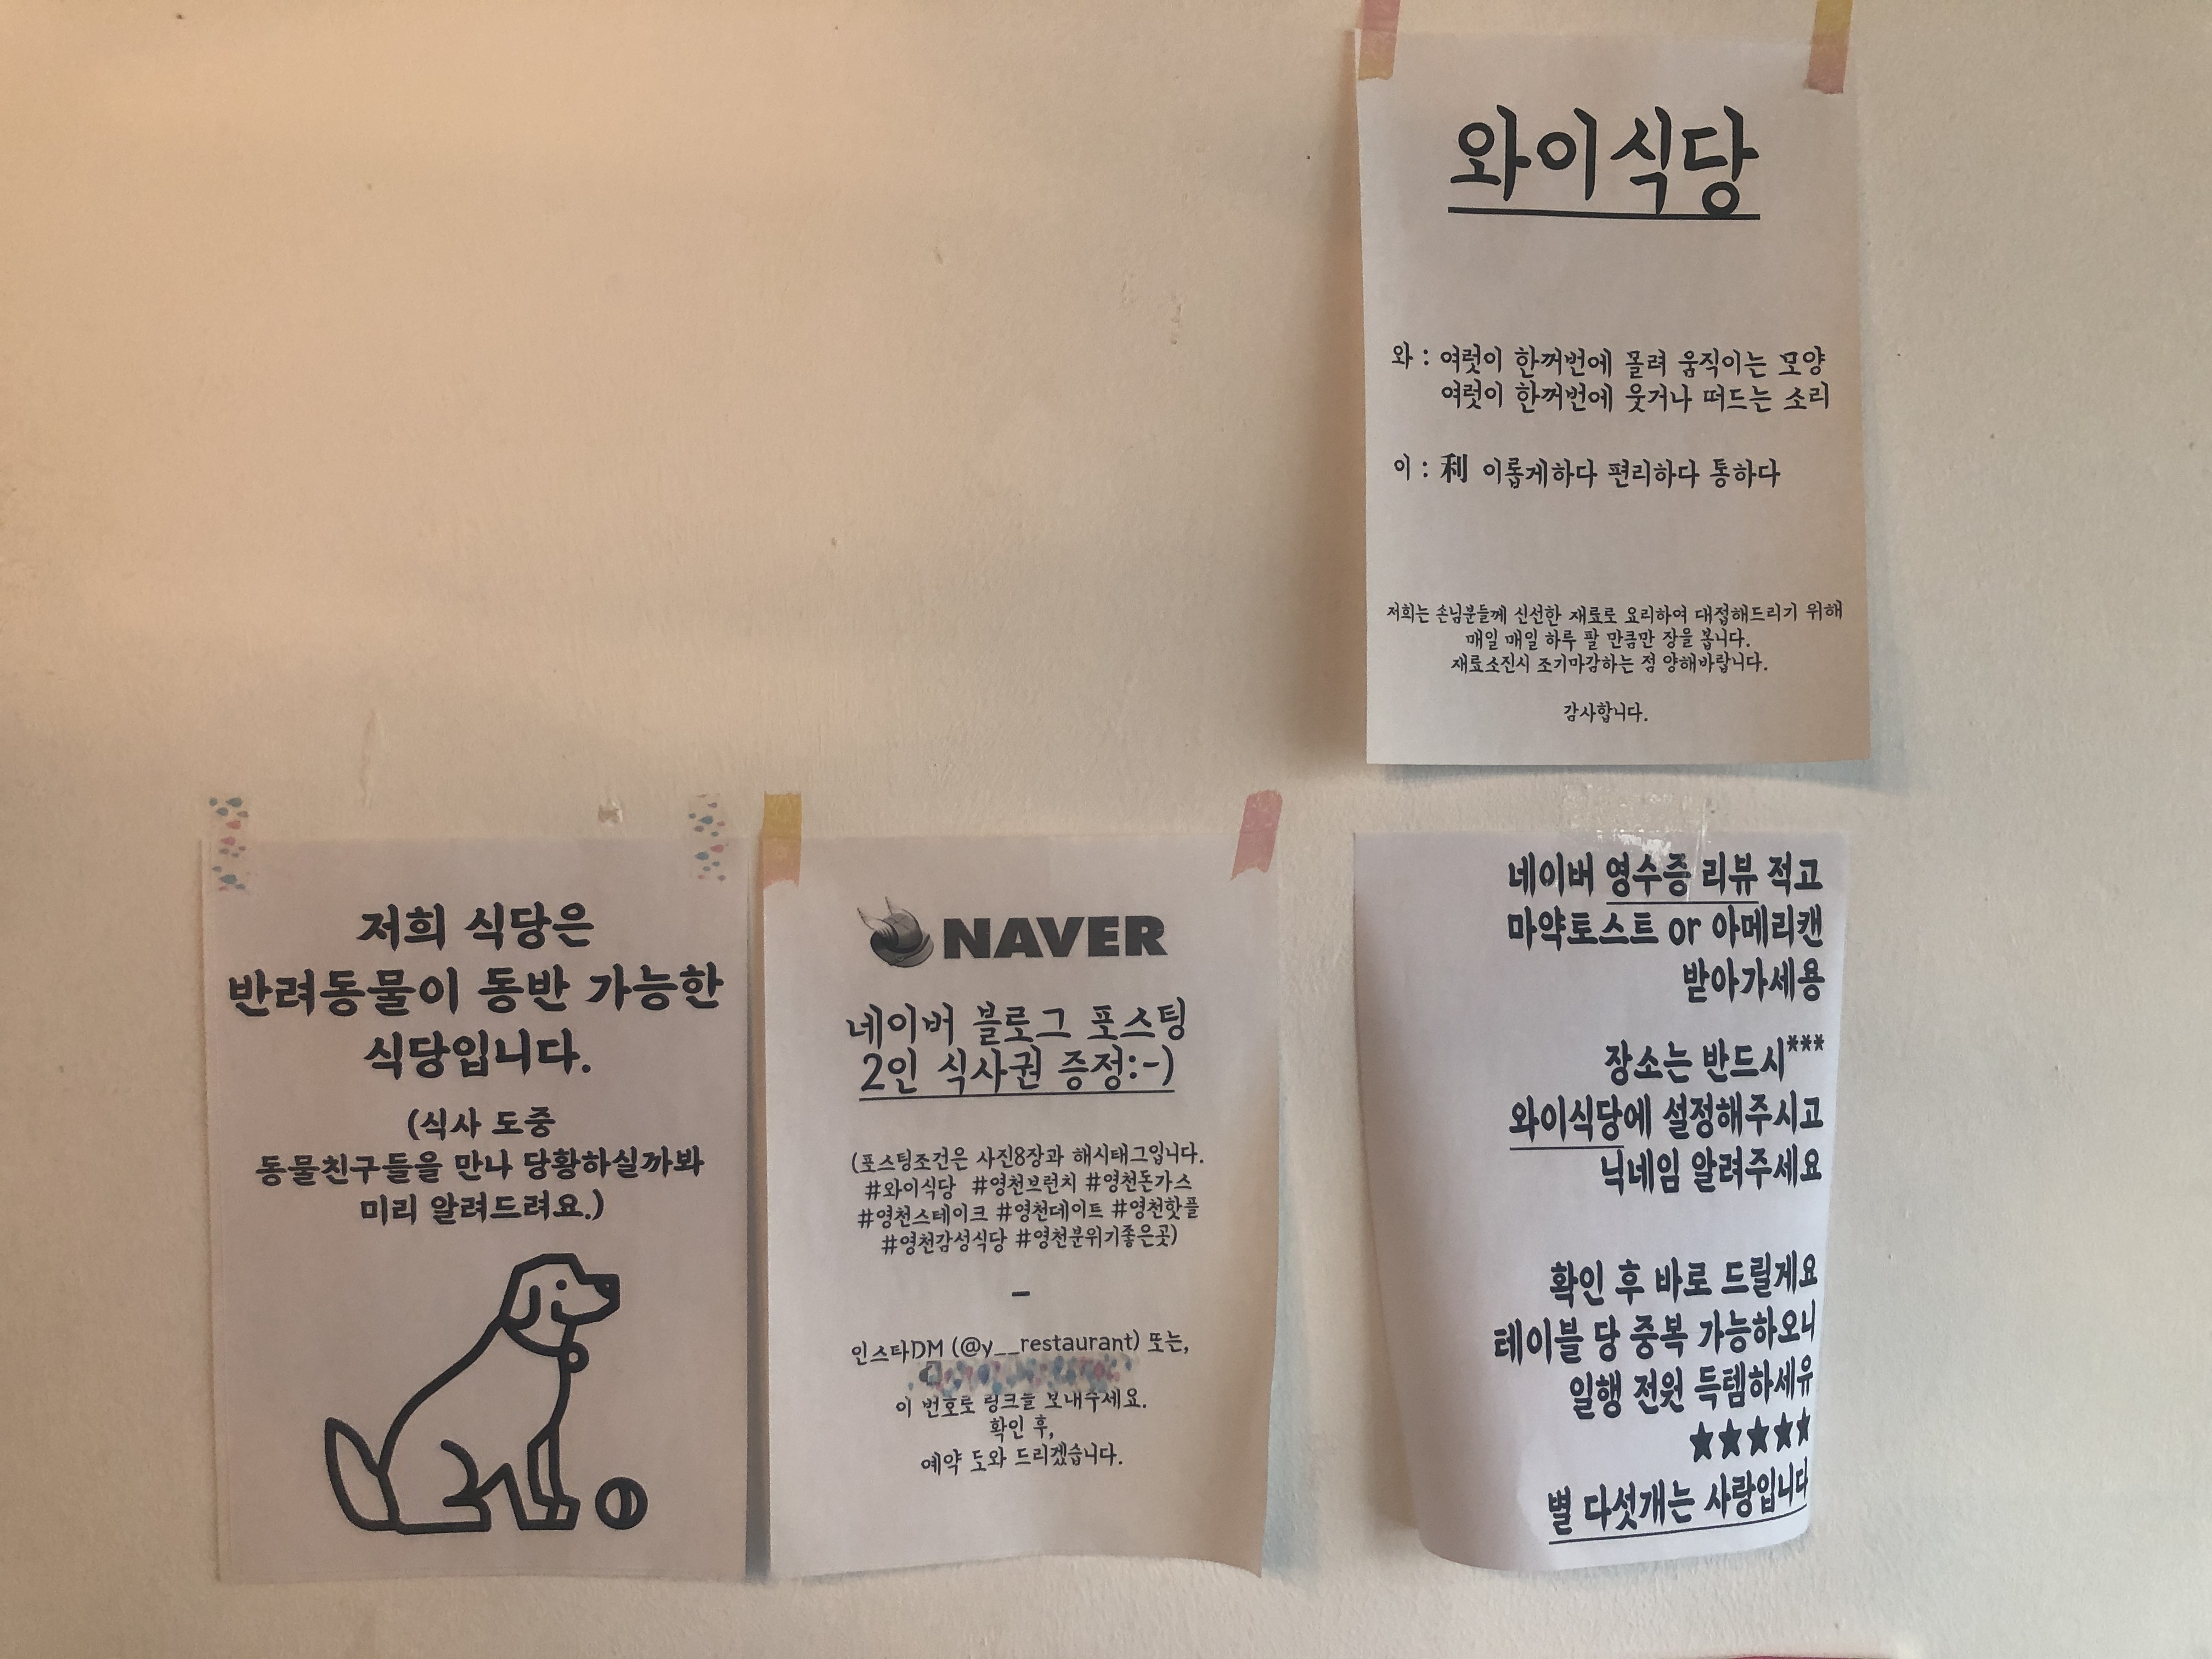 와이식당
와 : 여럿이 한꺼번에 몰려 움직이는 모양
여럿이 한꺼번에 웃거나 떠드는 소리
이 : 利 이롭게하다 편리하다 통하다
저희는 손님분들께 신선한 재료로 요리하여 대접해드리기 위해
매일 매일 하루 팔 만큼만 장을 봅니다.
재료소진시 조기마감하는 점 양해바랍니다.
감사합니다.
저희 식당은
반려동물이 동반 가능한
식당입니다.
(식사 도중
동물친구들을 만나 당황하실까봐
미리 알려드려요.)
NAVER
네이버 블로그 포스팅
2인 식사권 증정:-)
(포스팅조건은 사진8장과 해시태그입니다.
#와이식당 #영천브런치 #영천돈가스
#영천스테이크 #영천데이트 #영천핫플
#영천감성식당 #영천분위기좋은곳)
-
인스타DM (@y__restaurant) 또는,
이 번호로 링크를 보내주세요.
확인 후,
예약 도와 드리겠습니다.
네이버 영수증 리뷰 적고
마약토스트 or 아메리캔
받아가세용
장소는 반드시***
와이식당에 설정해주시고
닉네임 알려주세요
확인 후 바로 드릴게요
테이블 당 중복 가능하오니
일행 전원 득템하세유
★★★★★
별 다섯개는 사랑입니다